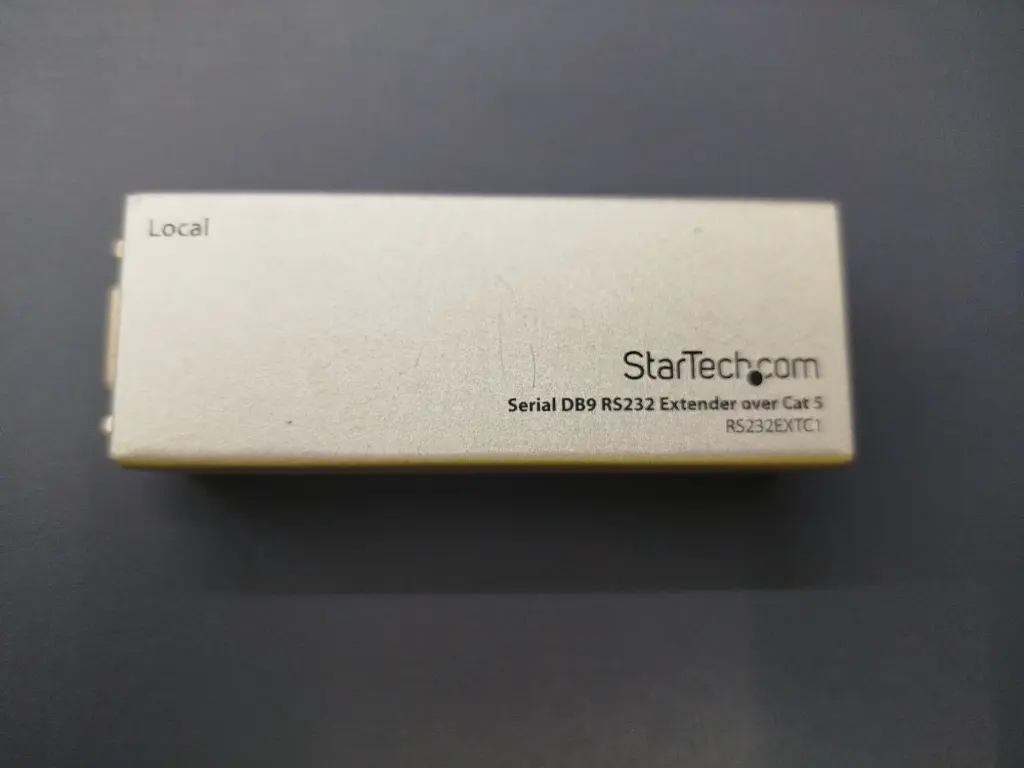 Local
StarTech.com
Serial DB9 RS232 Extender over Cat 5
RS232EXTC1